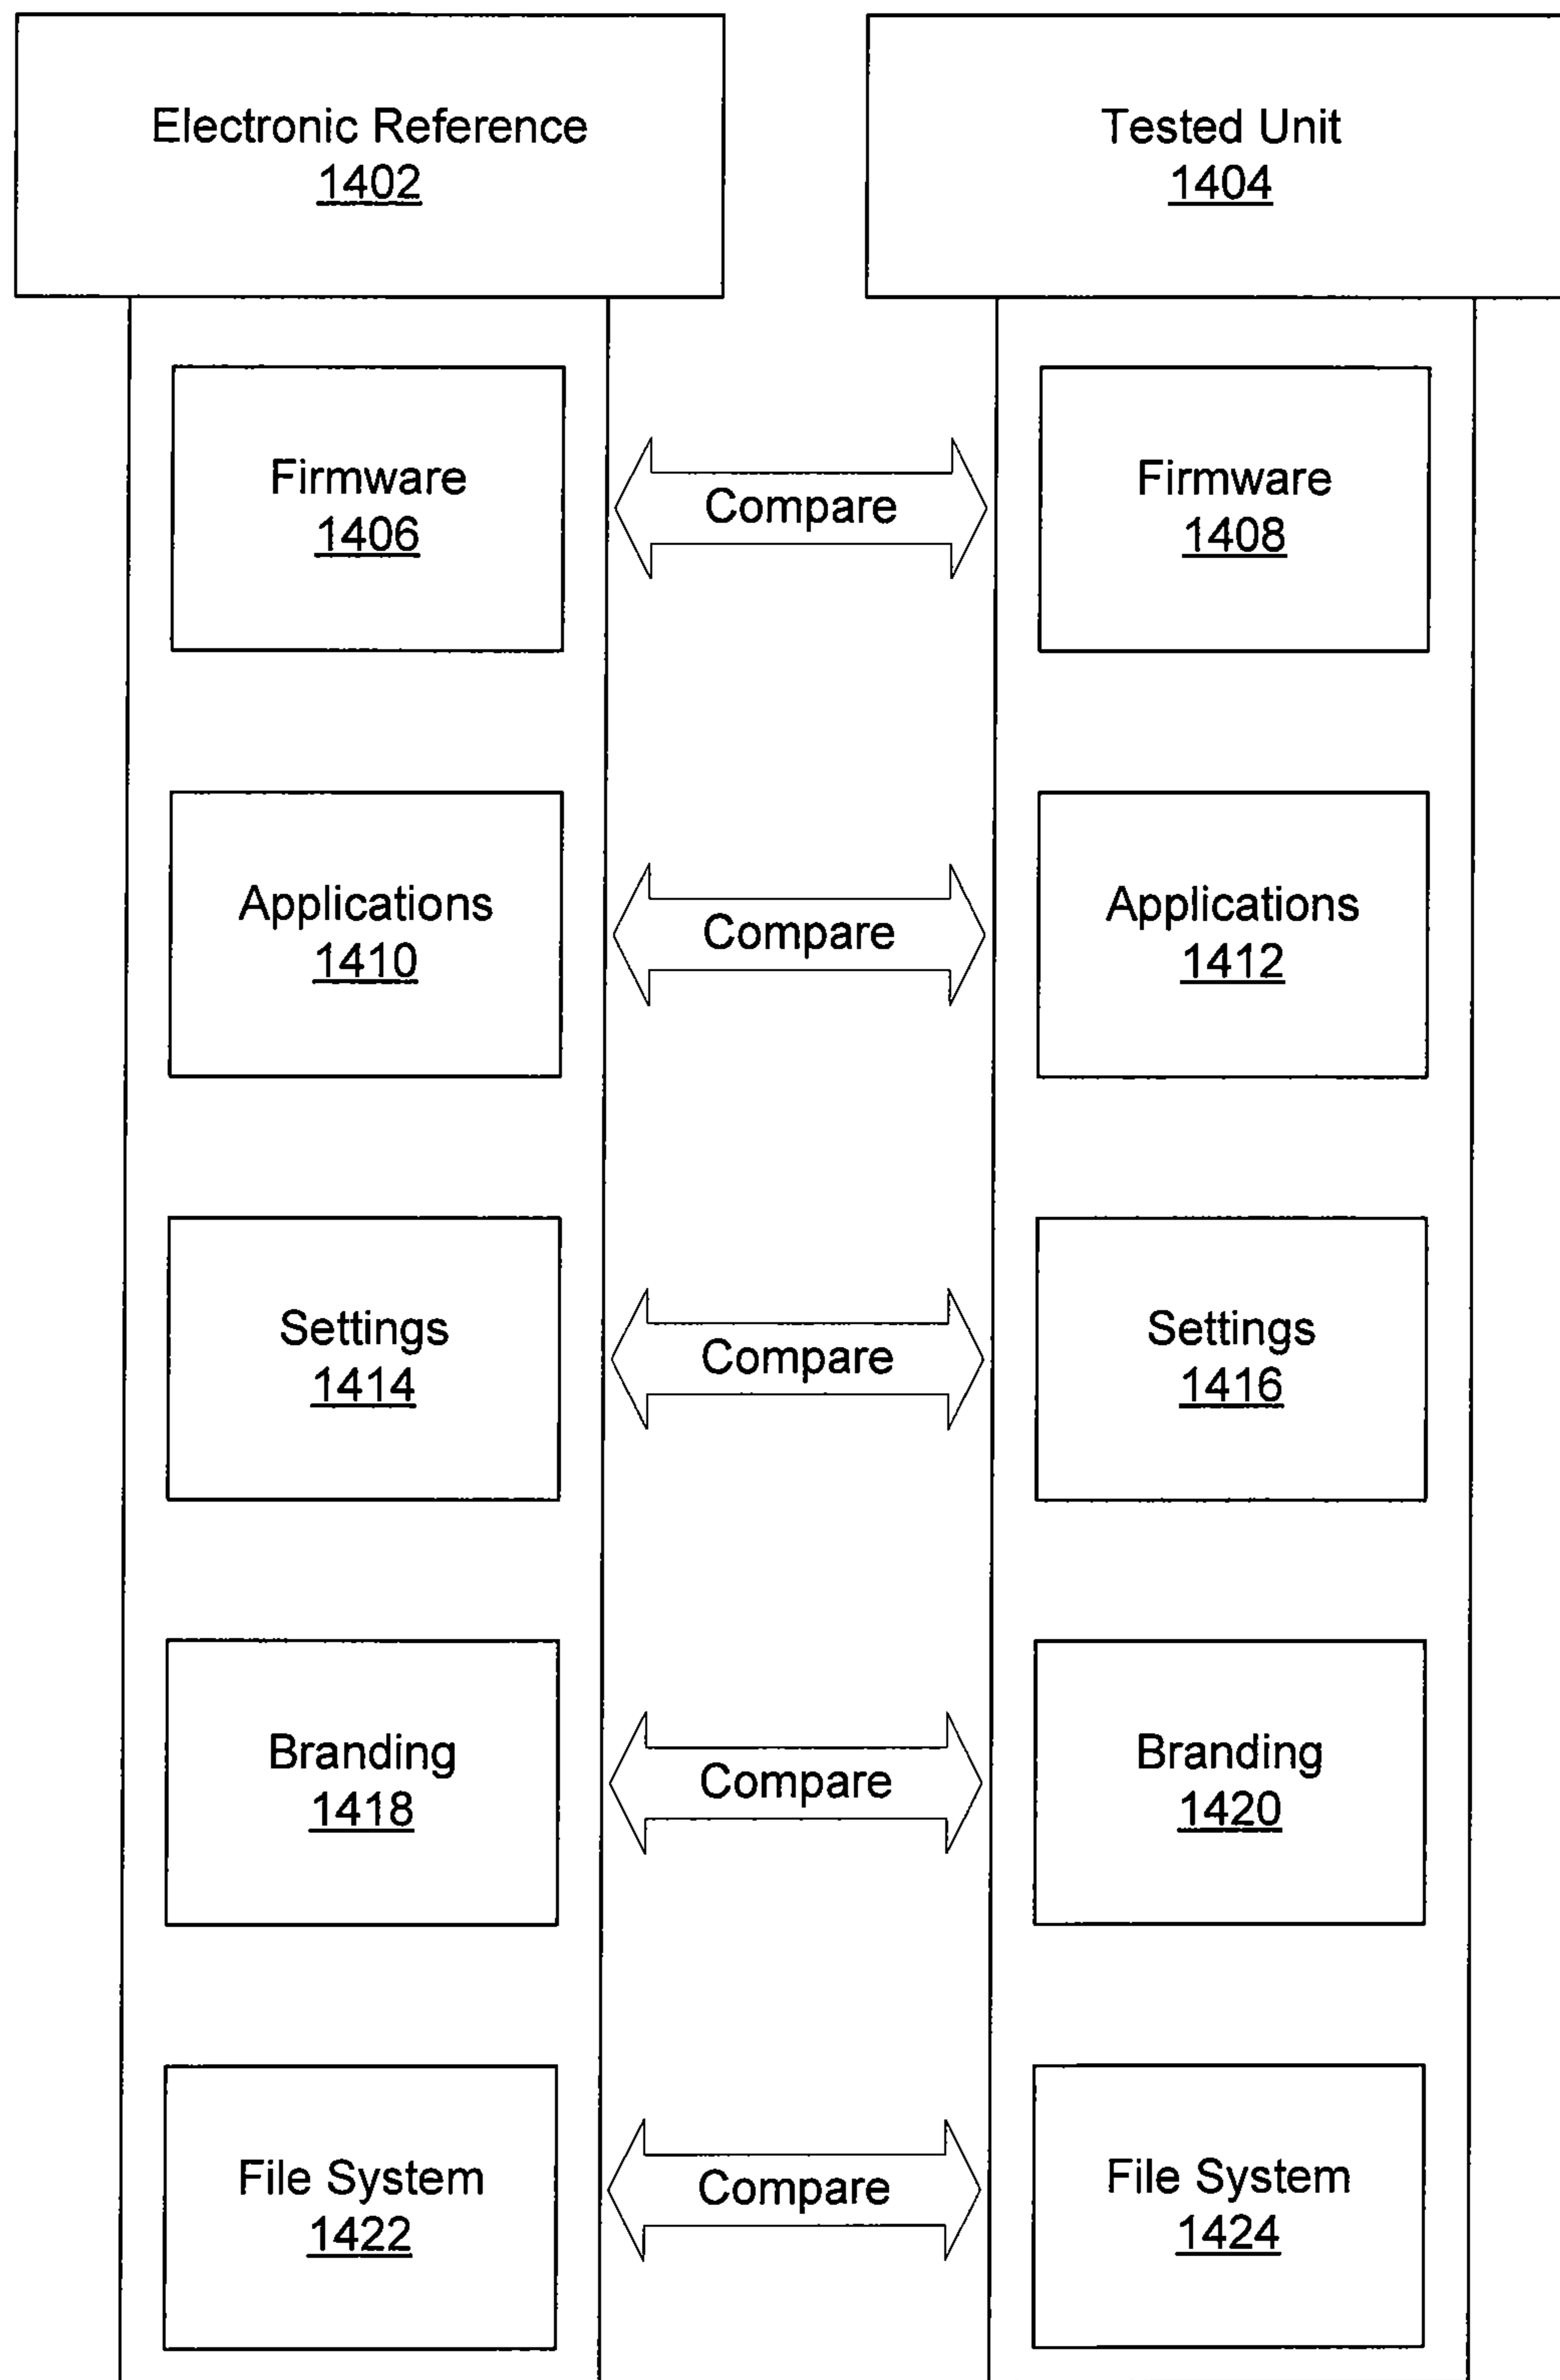 Electronic Reference
1402
Tested Unit
1404
Firmware
1406
Compare
Firmware
1408
Applications
1410
Compare
Applications
1412
Settings
1414
Compare
Settings
1416
Branding
1418
Compare
Branding
1420
File System
1422
Compare
File System
1424